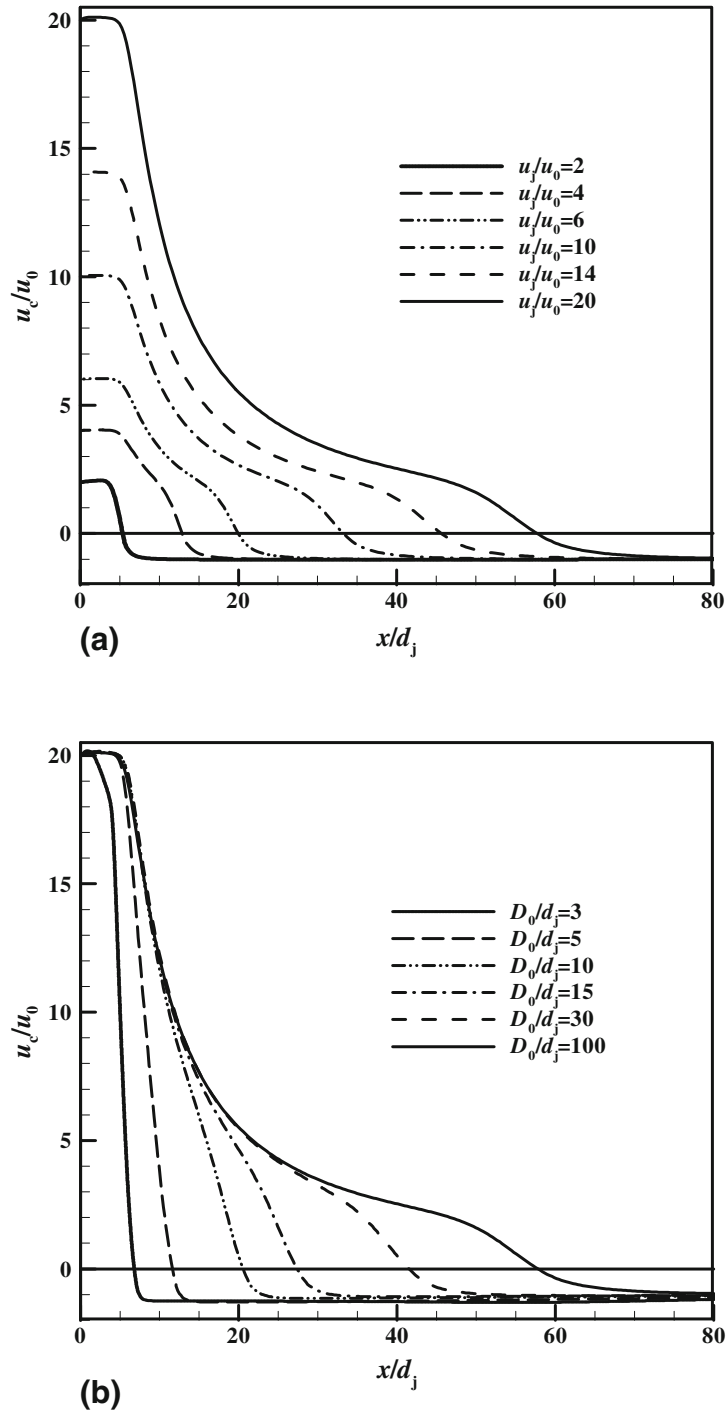 20
15
10
5
0
u_c/u_0
u_j/u_0=2
u_j/u_0=4
u_j/u_0=6
u_j/u_0=10
u_j/u_0=14
u_j/u_0=20
0 20 40 60 80
(a) x/d_j
20
15
10
5
0
u_c/u_0
D_0/d_j=3
D_0/d_j=5
D_0/d_j=10
D_0/d_j=15
D_0/d_j=30
D_0/d_j=100
0 20 40 60 80
x/d_j
(b)